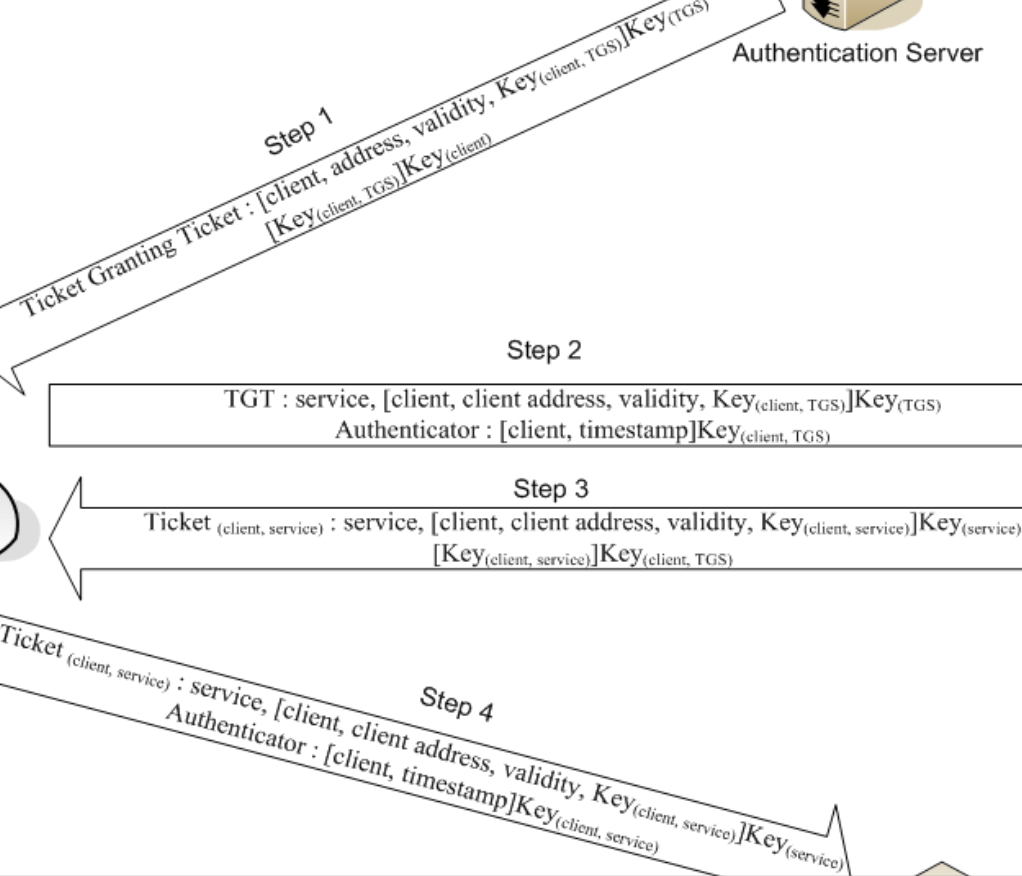 Authentication Server
Step 1
Ticket Granting Ticket : [client, address, validity, Key(client, TGS)]Key(TGS)
[Key(client, TGS)]Key(client)
Step 2
TGT : service, [client, client address, validity, Key(client, TGS)]Key(TGS)
Authenticator : [client, timestamp]Key(client, TGS)
Step 3
Ticket (client, service) : service, [client, client address, validity, Key(client, service)]Key(service)
[Key(client, service)]Key(client, TGS)
Step 4
Ticket (client, service) : service, [client, client address, validity, Key(client, service)]Key(service)
Authenticator : [client, timestamp]Key(client, service)